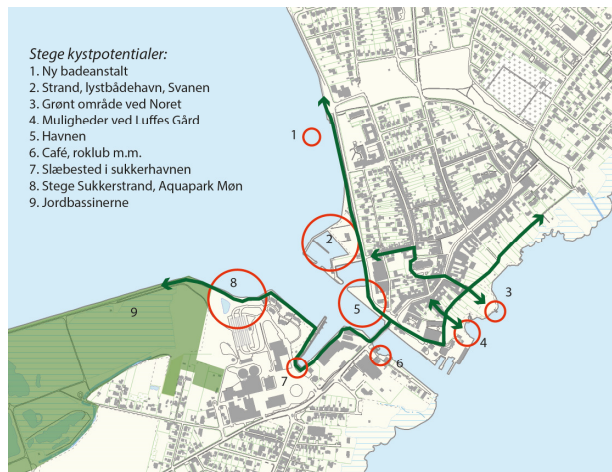 Stege kystpotentialer:
1. Ny badeanstalt
2. Strand, lystbådehavn, Svanen
3. Grønt område ved Noret
4. Muligheder ved Luffes Gård
5. Havnen
6. Café, roklub m.m.
7. Slæbested i sukkerhavnen
8. Stege Sukkerstrand, Aquapark Møn
9. Jordbassinerne
1
2
8
3
9
5
4
6
7